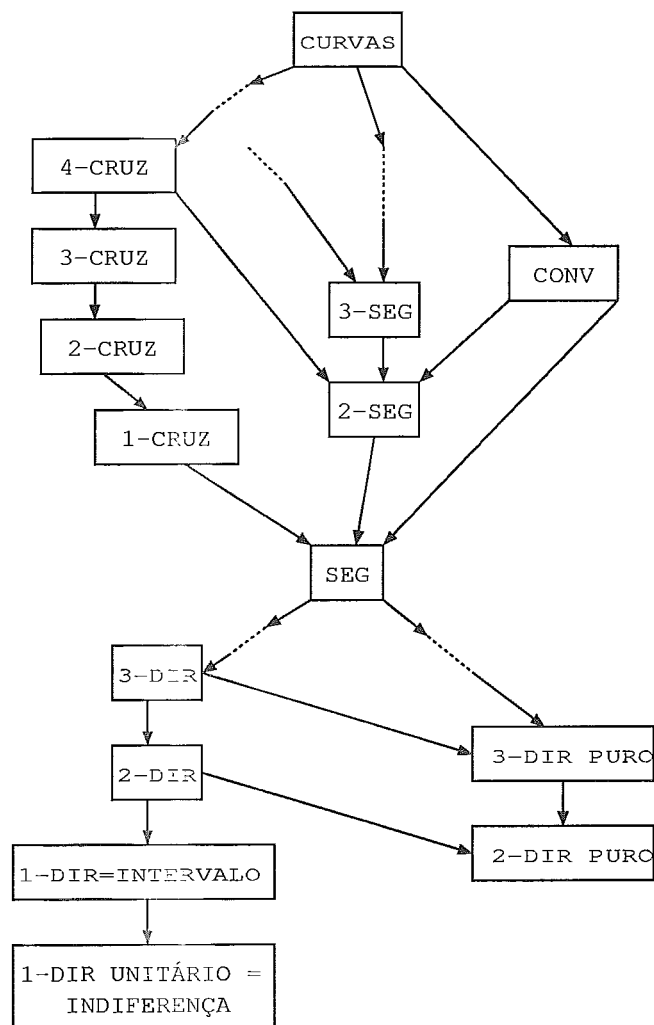 CURVAS
4-CRUZ
3-CRUZ
CONV
3-SEG
2-CRUZ
2-SEG
1-CRUZ
SEG
3-DIR
3-DIR PURO
2-DIR
2-DIR PURO
1-DIR=INTERVALO
1-DIR UNITÁRIO =
INDIFERENÇA